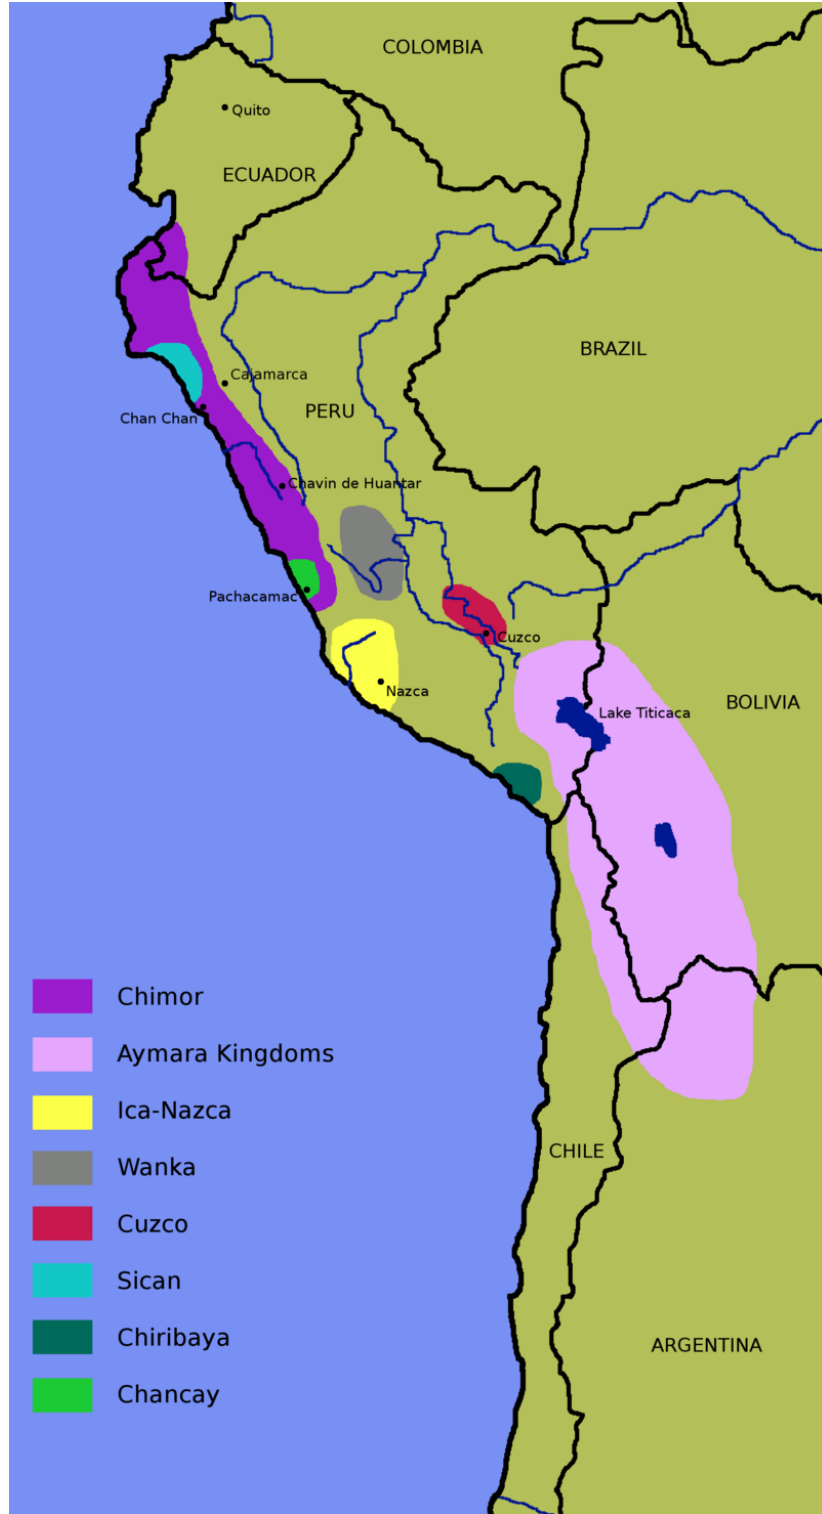 COLOMBIA
Quito
ECUADOR
BRAZIL
Cajamarca
PERU
Chan Chan
Chavin de Huantar
Pachacamac
Cuzco
Nazca
BOLIVIA
Lake Titicaca
Chimor
Aymara Kingdoms
Ica-Nazca
CHILE
Wanka
Cuzco
Sican
Chiribaya
ARGENTINA
Chancay